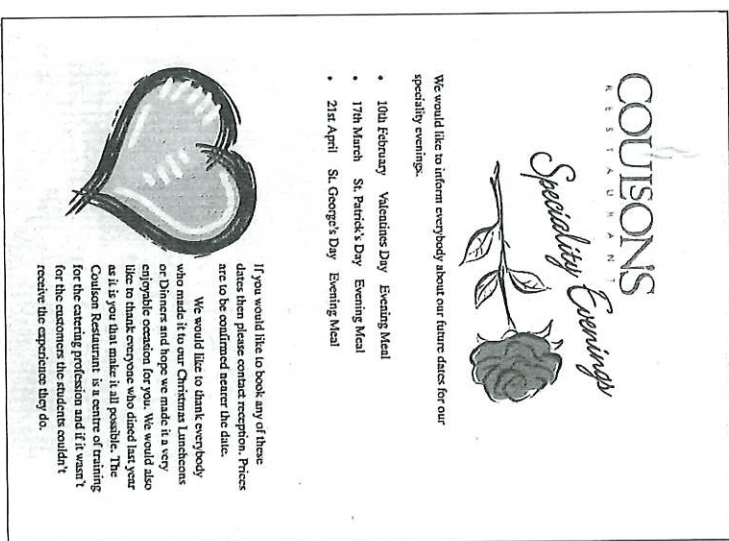 COULSONS
RESTAURANT
Speciality Evenings
We would like to inform everybody about our future dates for our
speciality evenings.
• 10th February Valentines Day Evening Meal
• 17th March St. Patrick's Day Evening Meal
• 21st April St. George's Day Evening Meal
If you would like to book any of these
dates then please contact reception. Prices
are to be confirmed nearer the date.
We would like to thank everybody
who made it to our Christmas Luncheons
or Dinners and hope we made it a very
enjoyable occasion for you. We would also
like to thank everyone who dined last year
as it is you that make it all possible. The
Coulson Restaurant is a centre of training
for the catering profession and if it wasn't
for the customers the students couldn't
receive the experience they do.